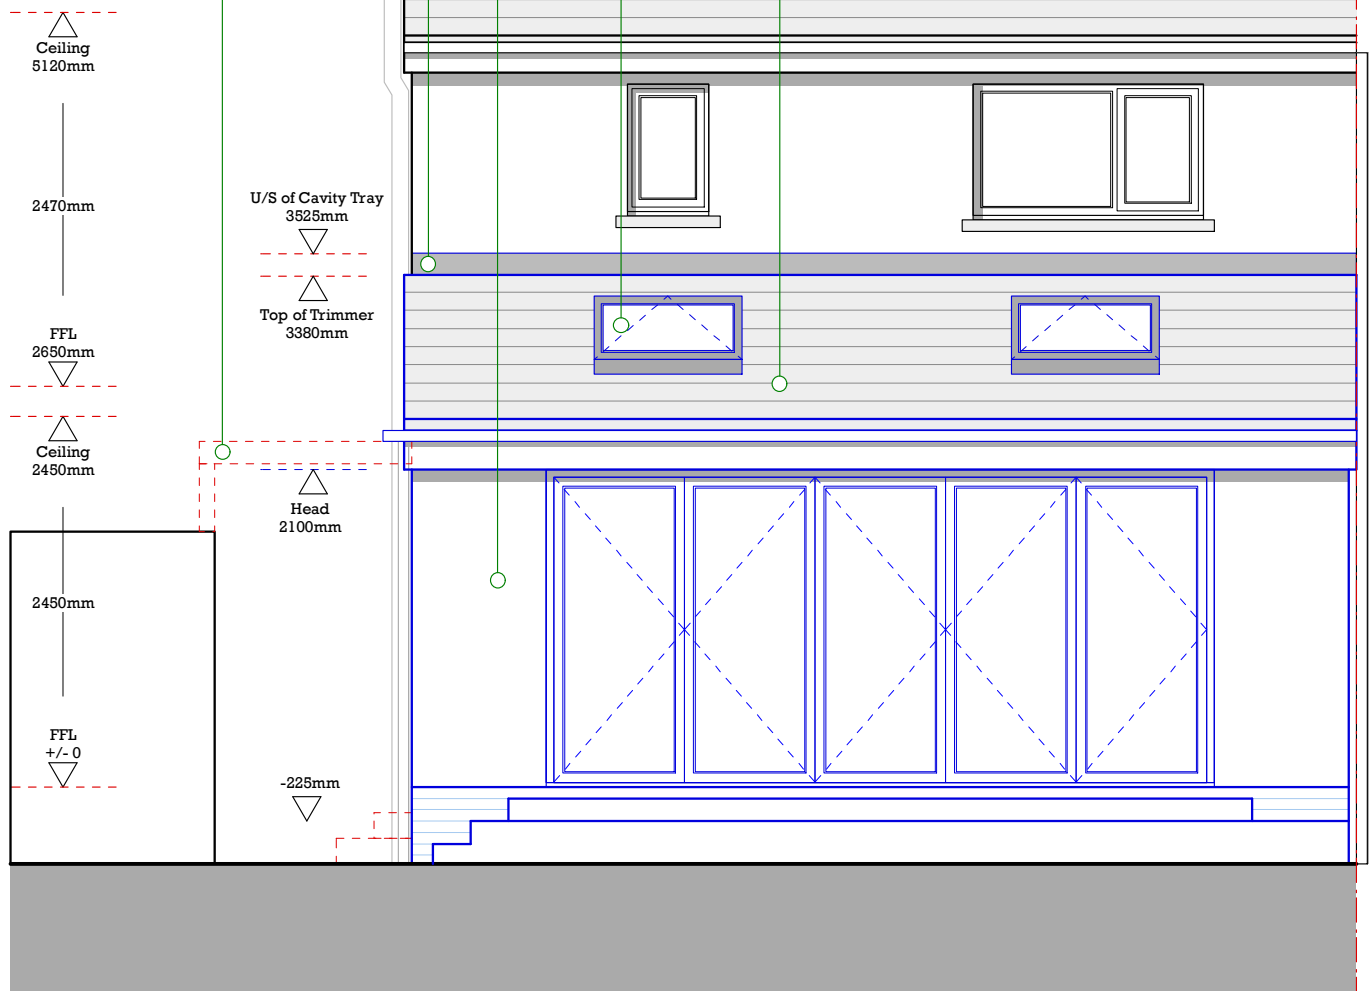 Ceiling
5120mm
2470mm
U/S of Cavity Tray
3525mm
Top of Trimmer
3380mm
FFL
2650mm
Ceiling
2450mm
Head
2100mm
2450mm
FFL
+/- 0
-225mm